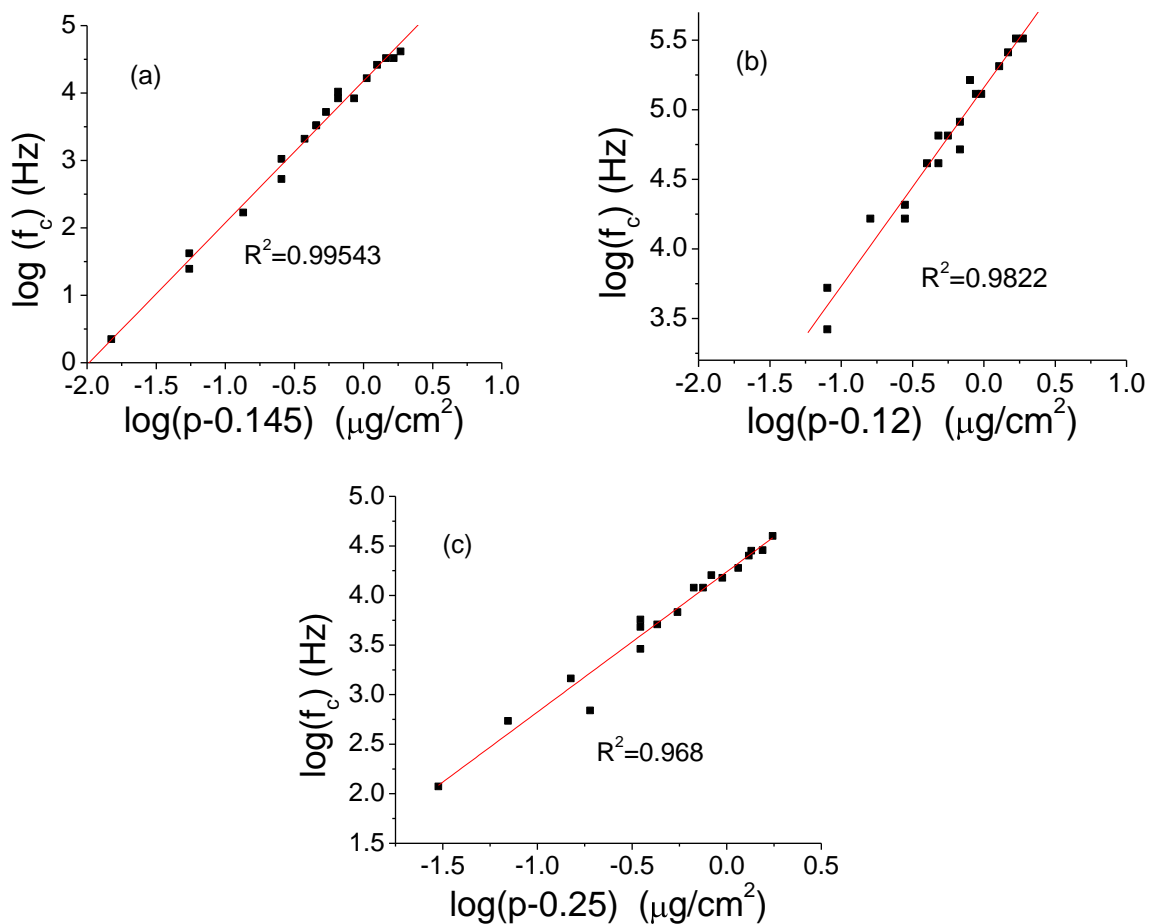 (a)
log (f_c) (Hz)
5
4
3
2
1
0
R²=0.99543
-2.0 -1.5 -1.0 -0.5 0.0 0.5 1.0
log(p-0.145) (μg/cm²)
(b)
log(f_c) (Hz)
5.5
5.0
4.5
4.0
3.5
R²=0.9822
-2.0 -1.5 -1.0 -0.5 0.0 0.5 1.0
log(p-0.12) (μg/cm²)
(c)
log(f_c) (Hz)
5.0
4.5
4.0
3.5
3.0
2.5
2.0
1.5
R²=0.968
-1.5 -1.0 -0.5 0.0 0.5
log(p-0.25) (μg/cm²)